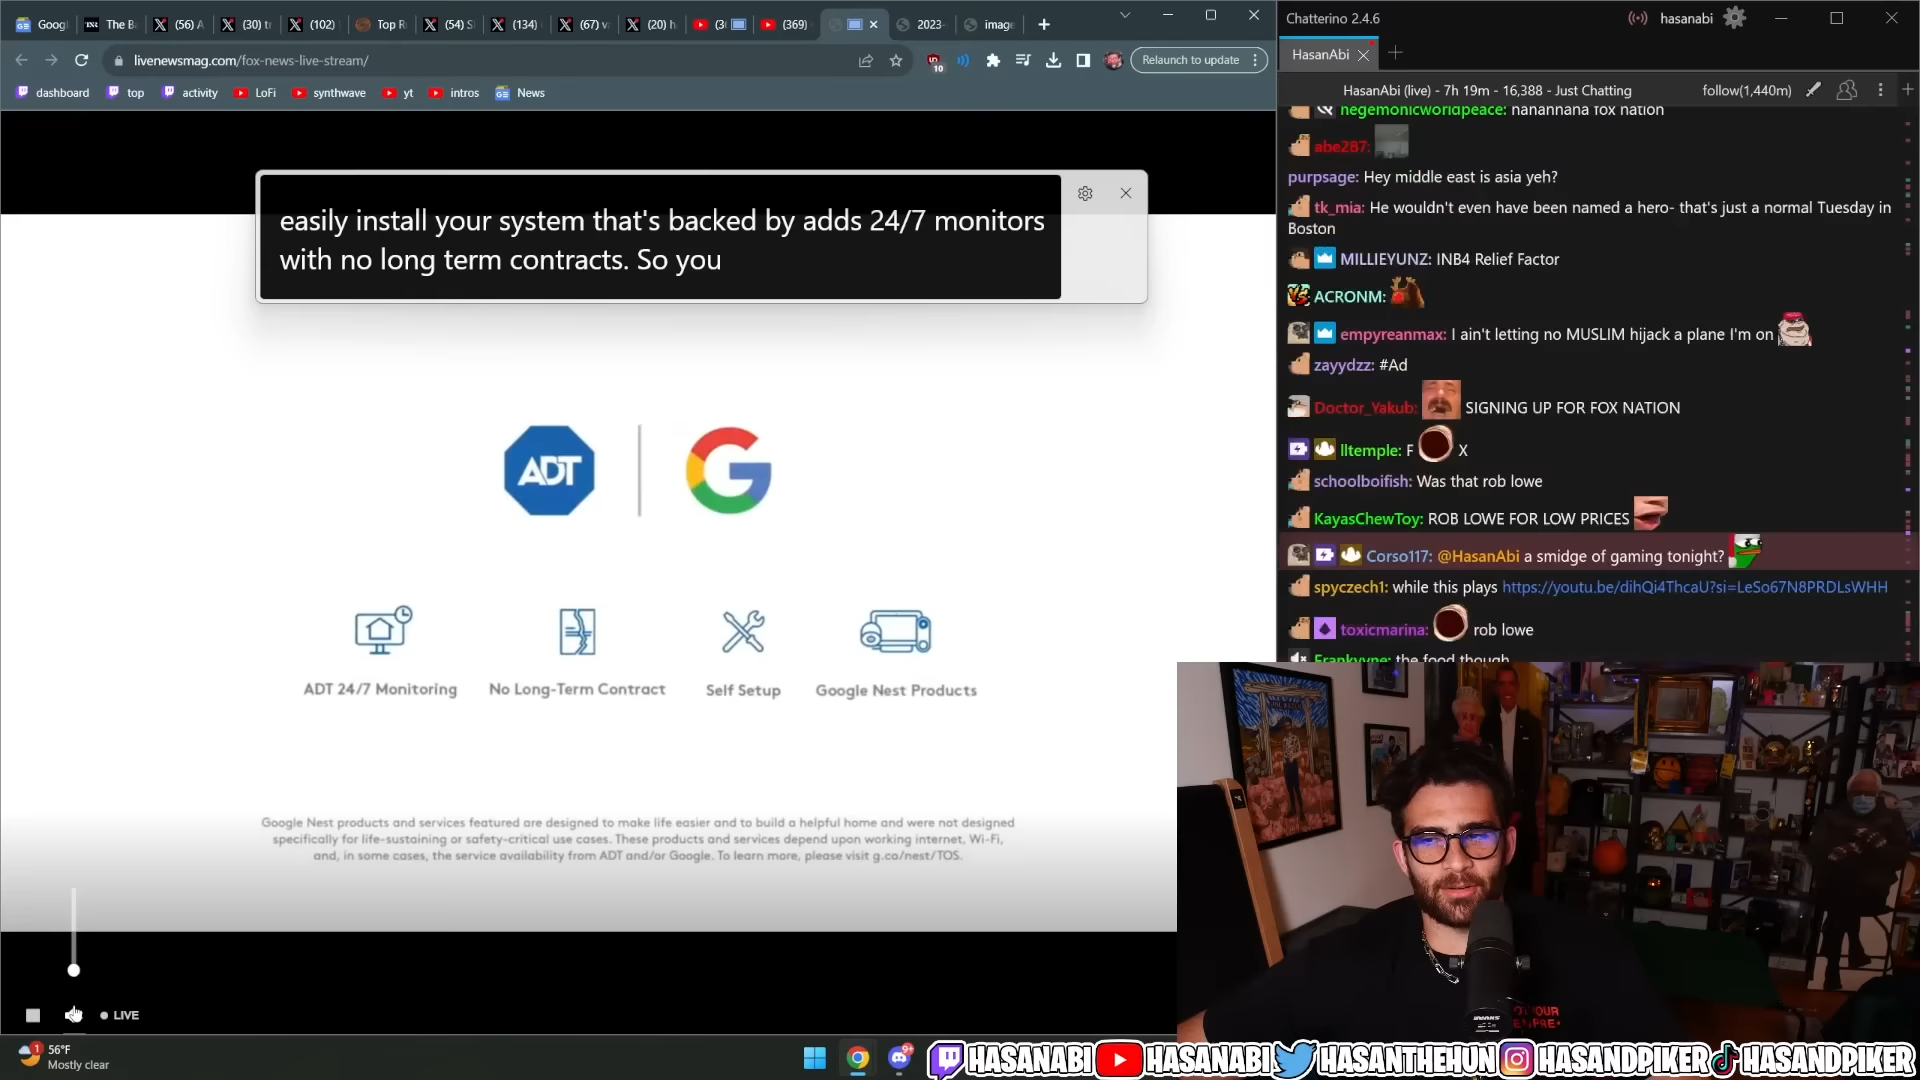 Goog
The B
(56) A
(30) tr
(102)
Top R
(54) S
(134)
(67) v
(20) h
(369)
2023-
image
livenewsmag.com/fox-news-live-stream/
10
Relaunch to update
dashboard
top
activity
LoFi
synthwave
yt
intros
News
easily install your system that's backed by adds 24/7 monitors
with no long term contracts. So you
ADT
G
ADT 24/7 Monitoring
No Long-Term Contract
Self Setup
Google Nest Products
Google Nest products and services featured are designed to make life easier and to build a helpful home and were not designed
specifically for life-sustaining or safety-critical use cases. These products and services depend upon working internet, Wi-Fi,
and, in some cases, the service availability from ADT and/or Google. To learn more, please visit g.co/nest/TOS.
LIVE
1
56°F
Mostly clear
9+
Chatterino 2.4.6
hasanabi
HasanAbi
HasanAbi (live) - 7h 19m - 16,388 - Just Chatting
follow(1,440m)
hegemonicworldpeace: nahahhaha fox nation
abe287:
purpsage: Hey middle east is asia yeh?
tk_mia: He wouldn't even have been named a hero- that's just a normal Tuesday in
Boston
MILLIEYUNZ: INB4 Relief Factor
ACRONM:
empyreanmax: I ain't letting no MUSLIM hijack a plane I'm on
zayydzz: #Ad
Doctor_Yakub: SIGNING UP FOR FOX NATION
lltemple: F X
schoolboifish: Was that rob lowe
KayasChewToy: ROB LOWE FOR LOW PRICES
Corso117: @HasanAbi a smidge of gaming tonight?
spyczech1: while this plays https://youtu.be/dihQi4ThcaU?si=LeSo67N8PRDLsWHH
toxicmarina: rob lowe
Frankyyne: the food though
HASANABI
HASANABI
HASANTHEHUN
HASANDPIKER
HASANDPIKER